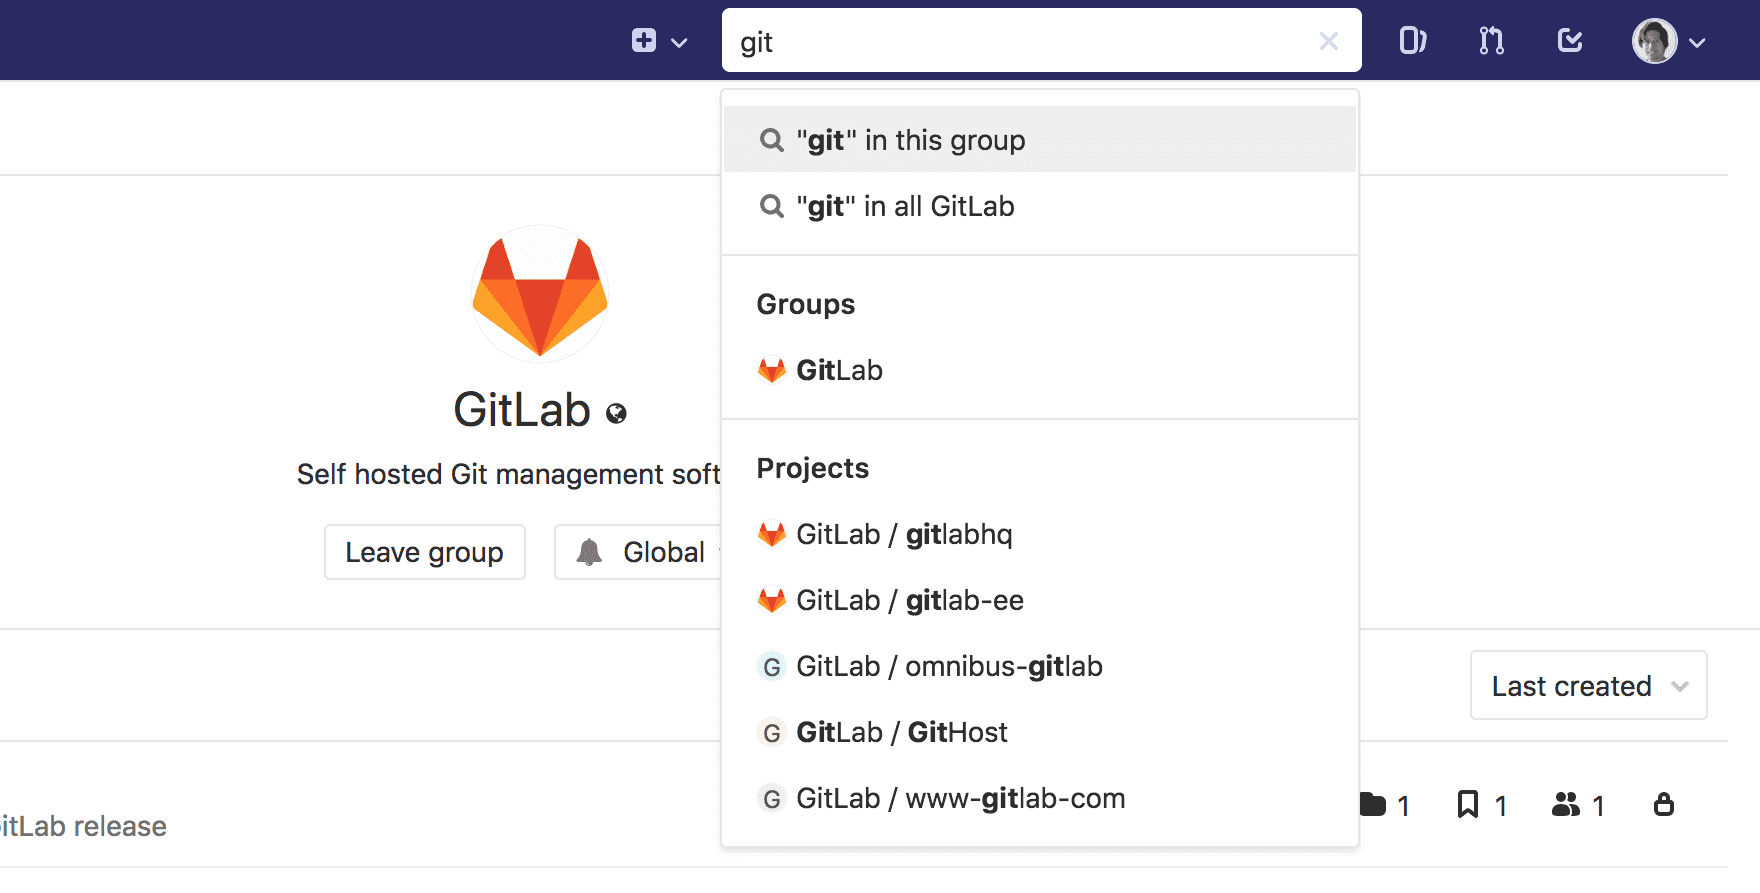 git
"git" in this group
"git" in all GitLab
Groups
GitLab
Projects
GitLab / gitlabhq
GitLab / gitlab-ee
G GitLab / omnibus-gitlab
G GitLab / GitHost
G GitLab / www-gitlab-com
GitLab
Self hosted Git management soft
Leave group
Global
Last created
itLab release
1 1 1